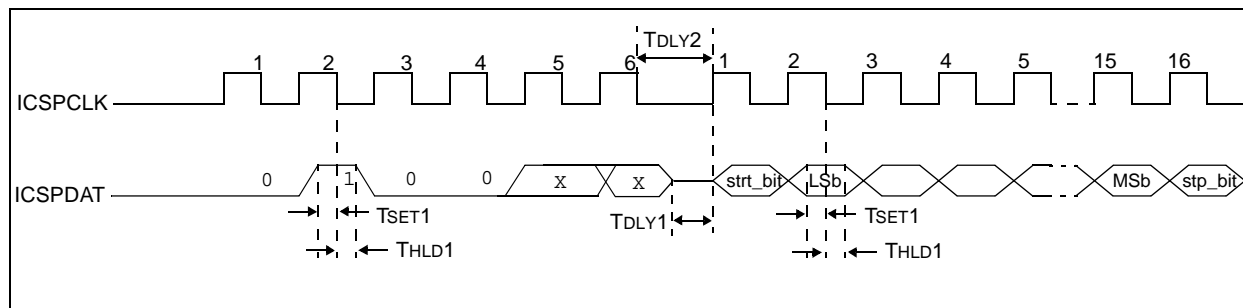 TDLY2
1 2 3 4 5 6 1 2 3 4 5 15 16
ICSPCLK
ICSPDAT 0 1 0 0 x x strt_bit LSb MSb stp_bit
TSET1 TDLY1 TSET1
THLD1 THLD1